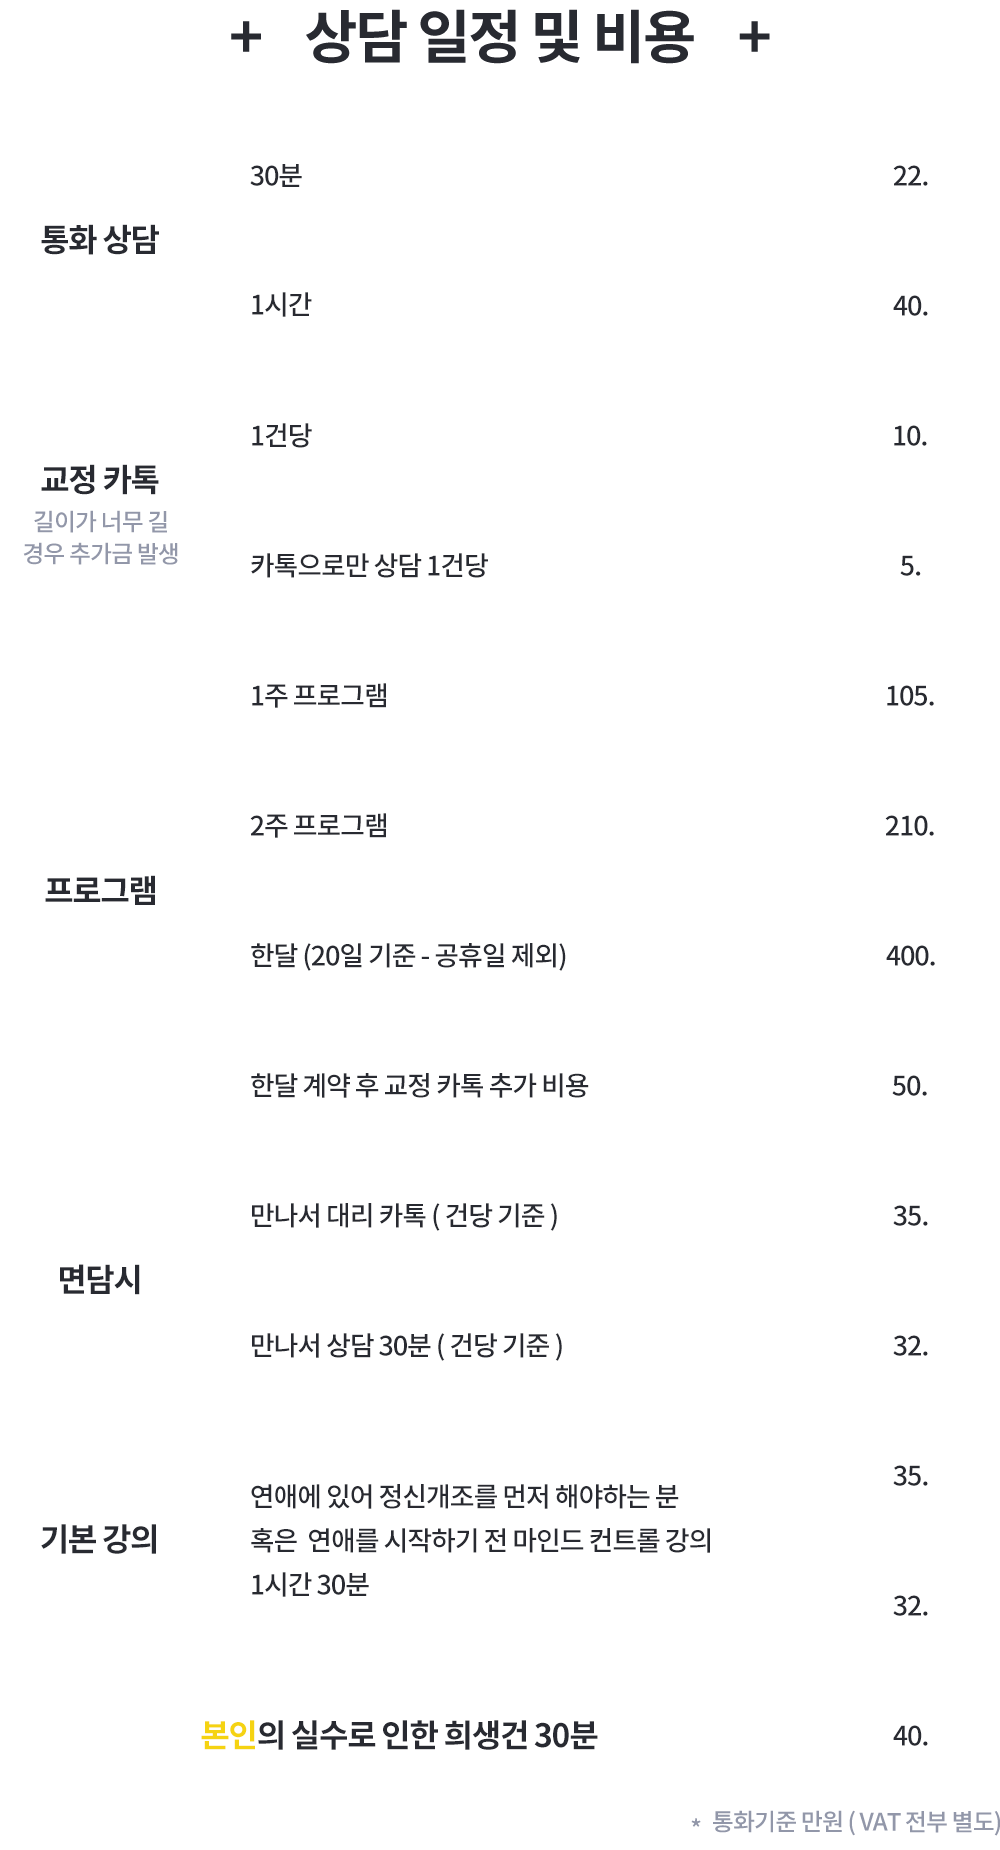 + 상담 일정 및 비용 +
30분 22.
통화 상담
1시간 40.
1건당 10.
교정 카톡
길이가 너무 길
경우 추가금 발생
카톡으로만 상담 1건당 5.
1주 프로그램 105.
2주 프로그램 210.
프로그램
한달 (20일 기준 - 공휴일 제외) 400.
한달 계약 후 교정 카톡 추가 비용 50.
만나서 대리 카톡 ( 건당 기준 ) 35.
면담시
만나서 상담 30분 ( 건당 기준 ) 32.
35.
연애에 있어 정신개조를 먼저 해야하는 분
기본 강의 혹은 연애를 시작하기 전 마인드 컨트롤 강의
1시간 30분
32.
본인의 실수로 인한 희생건 30분 40.
* 통화기준 만원 ( VAT 전부 별도)